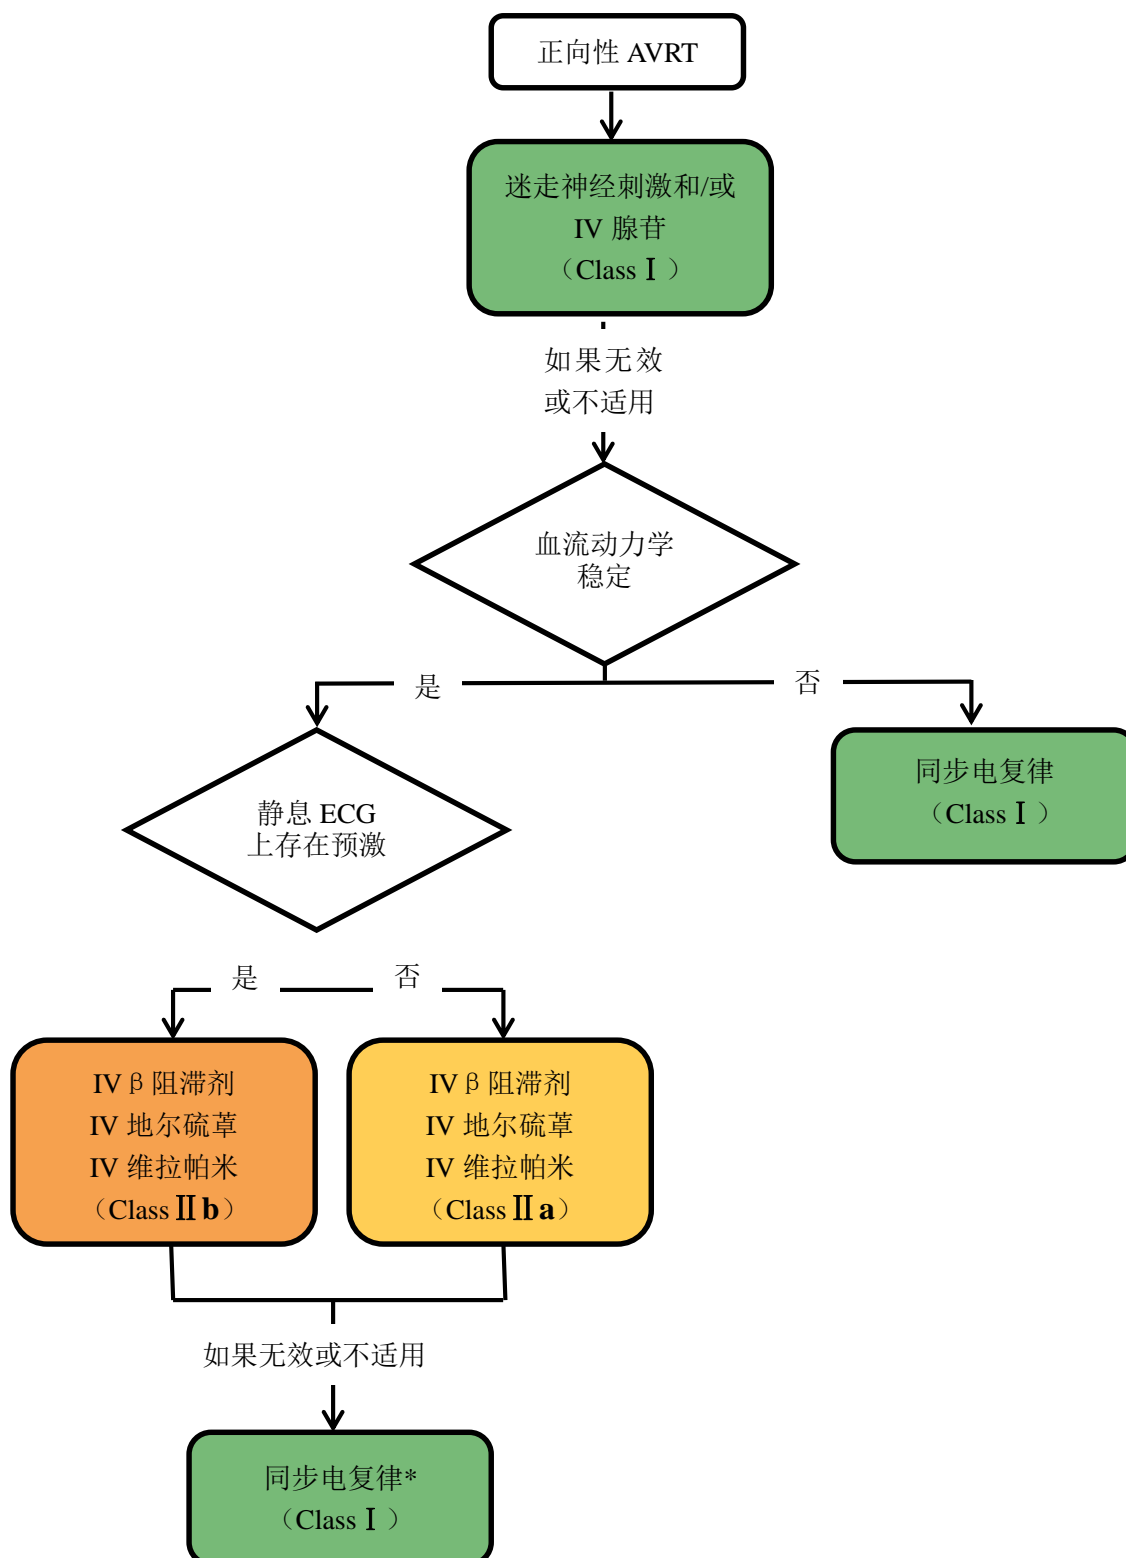 正向性 AVRT
迷走神经刺激和/或
IV 腺苷
（Class Ⅰ）
如果无效
或不适用
血流动力学
稳定
是
否
同步电复律
（Class Ⅰ）
静息 ECG
上存在预激
是
否
IV β 阻滞剂
IV 地尔硫䓬
IV 维拉帕米
（Class Ⅱ b）
IV β 阻滞剂
IV 地尔硫䓬
IV 维拉帕米
（Class Ⅱ a）
如果无效或不适用
同步电复律*
（Class Ⅰ）